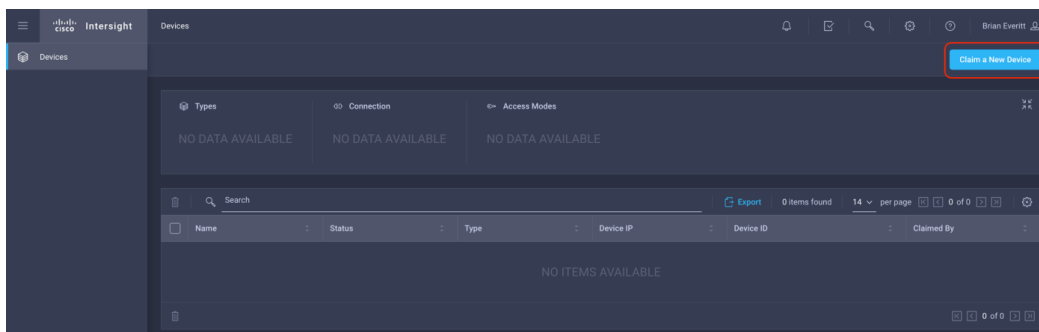 CISCO Intersight Devices Brian Everitt
Devices
Claim a New Device
Types Connection Access Modes
NO DATA AVAILABLE NO DATA AVAILABLE NO DATA AVAILABLE
Search Export 0 items found 14 per page 0 of 0
Name Status Type Device IP Device ID Claimed By
NO ITEMS AVAILABLE
0 of 0